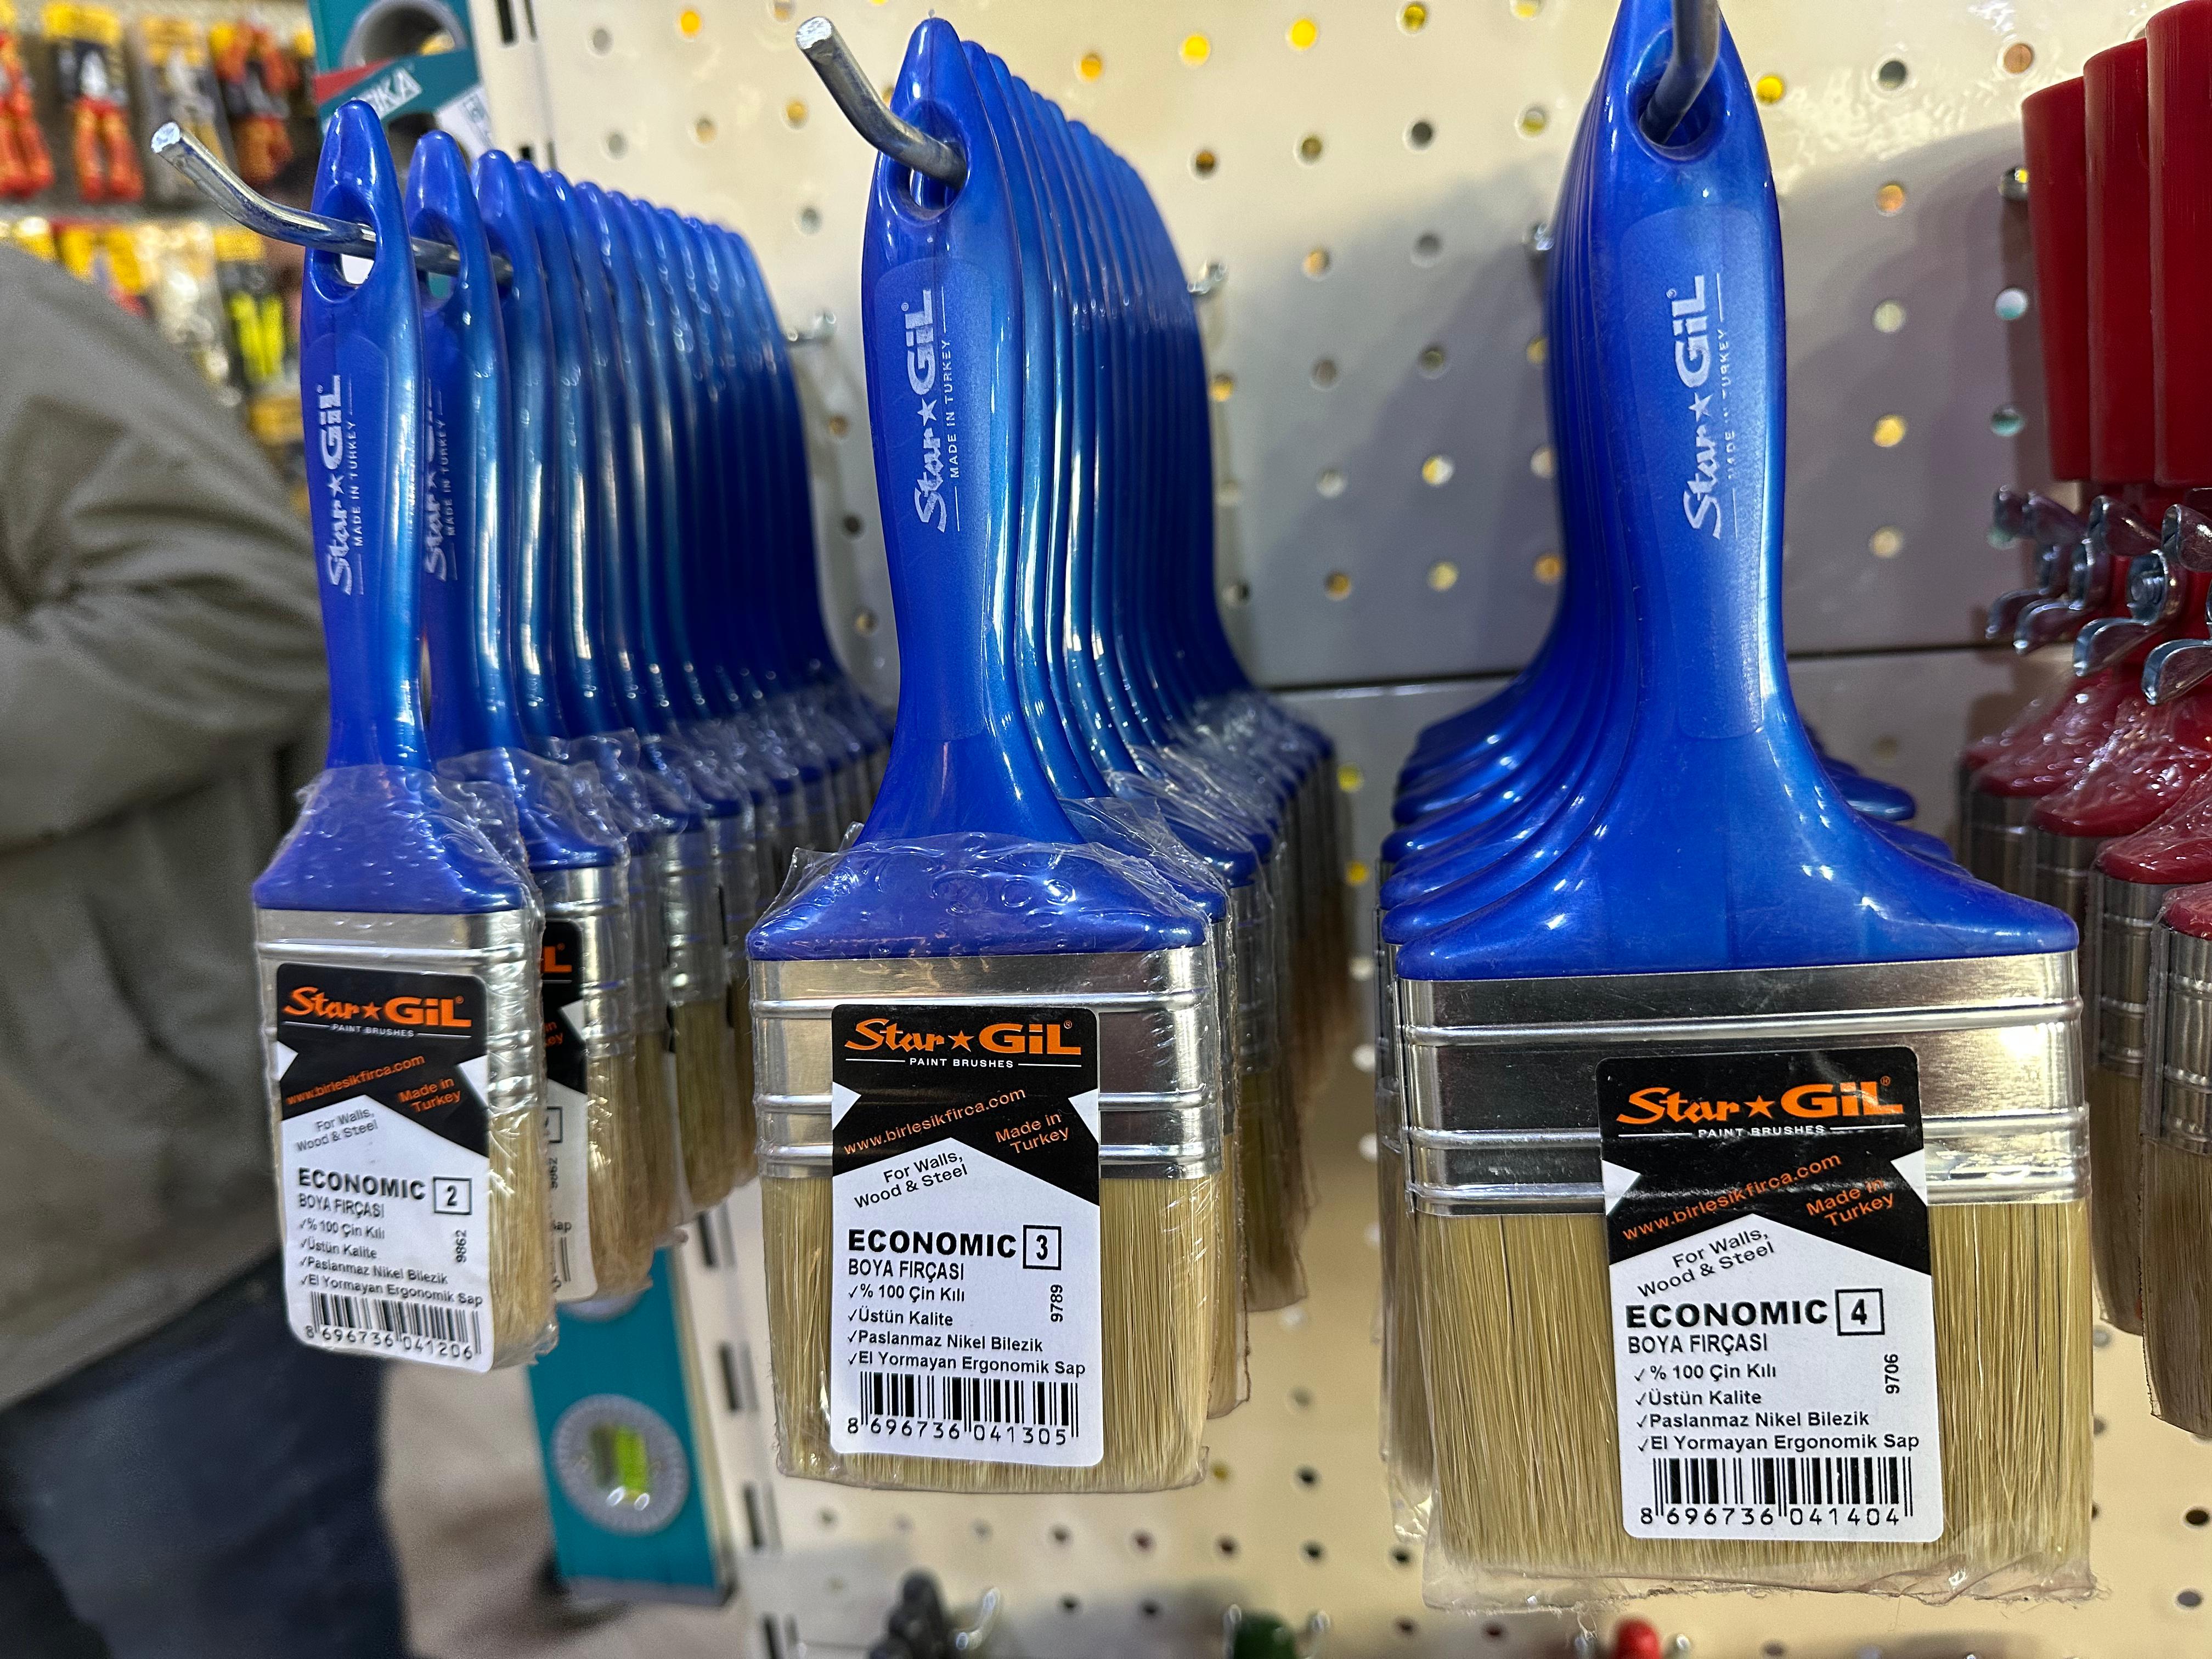 KA
Star★GiL®
MADE IN TURKEY
Star★Gi
MADE IN TURKEY
Star★GiL®
PAINT BRUSHES
www.birlesikfirca.com
Made in
Turkey
For Walls,
Wood & Steel
ECONOMIC 2
BOYA FIRÇASI
✓% 100 Çin Kılı
✓Üstün Kalite
✓Paslanmaz Nikel Bilezik
✓El Yormayan Ergonomik Sap
9862
8 696736 041206
Star★GiL®
MADE IN TURKEY
Star★GiL®
PAINT BRUSHES
www.birlesikfirca.com
Made in
Turkey
For Walls,
Wood & Steel
ECONOMIC 3
BOYA FIRÇASI
✓% 100 Çin Kılı
✓Üstün Kalite
✓Paslanmaz Nikel Bilezik
✓El Yormayan Ergonomik Sap
9789
8 696736 041305
Star★GiL®
MADE IN TURKEY
Star★GiL®
PAINT BRUSHES
www.birlesikfirca.com
Made in
Turkey
For Walls,
Wood & Steel
ECONOMIC 4
BOYA FIRÇASI
✓% 100 Çin Kılı
✓Üstün Kalite
✓Paslanmaz Nikel Bilezik
✓El Yormayan Ergonomik Sap
9706
8 696736 041404